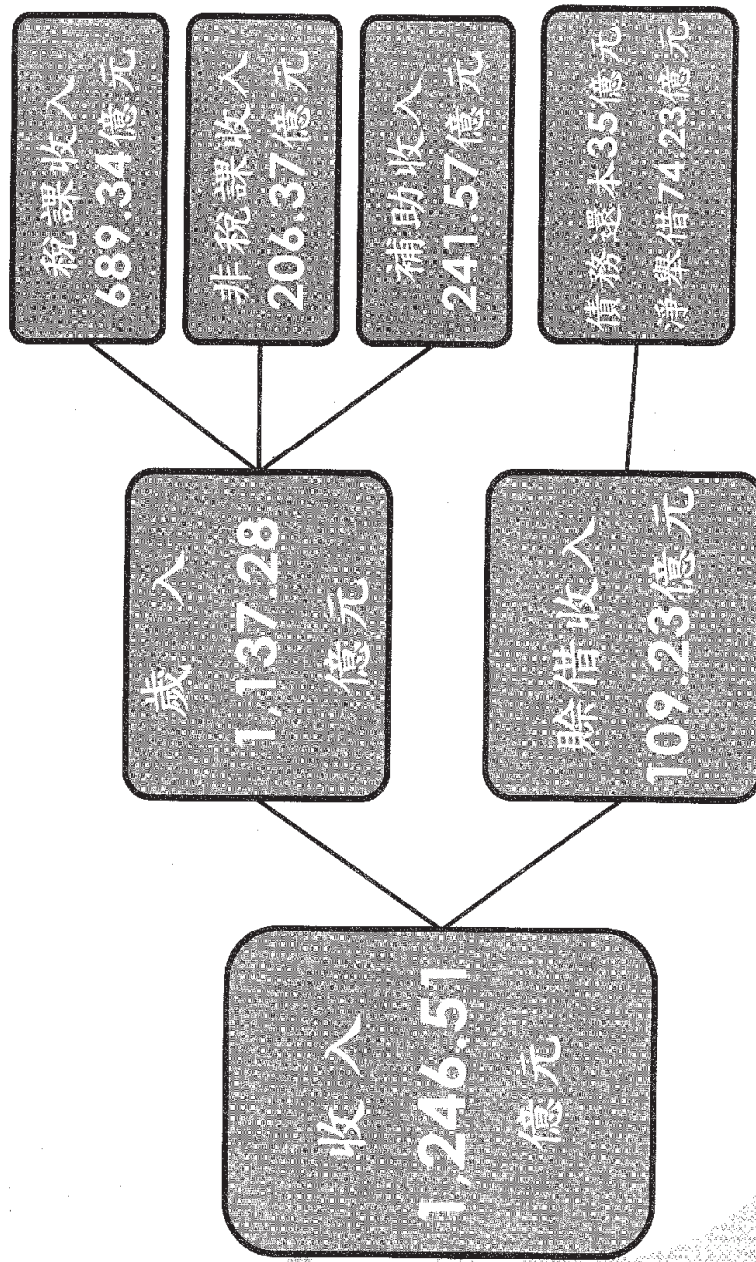 收入
1,246.51
億元
歲入
1,137.28
億元
賒借收入
109.23億元
稅課收入
689.34億元
非稅課收入
206.37億元
補助收入
241.57億元
債務還本35億元
淨舉借74.23億元